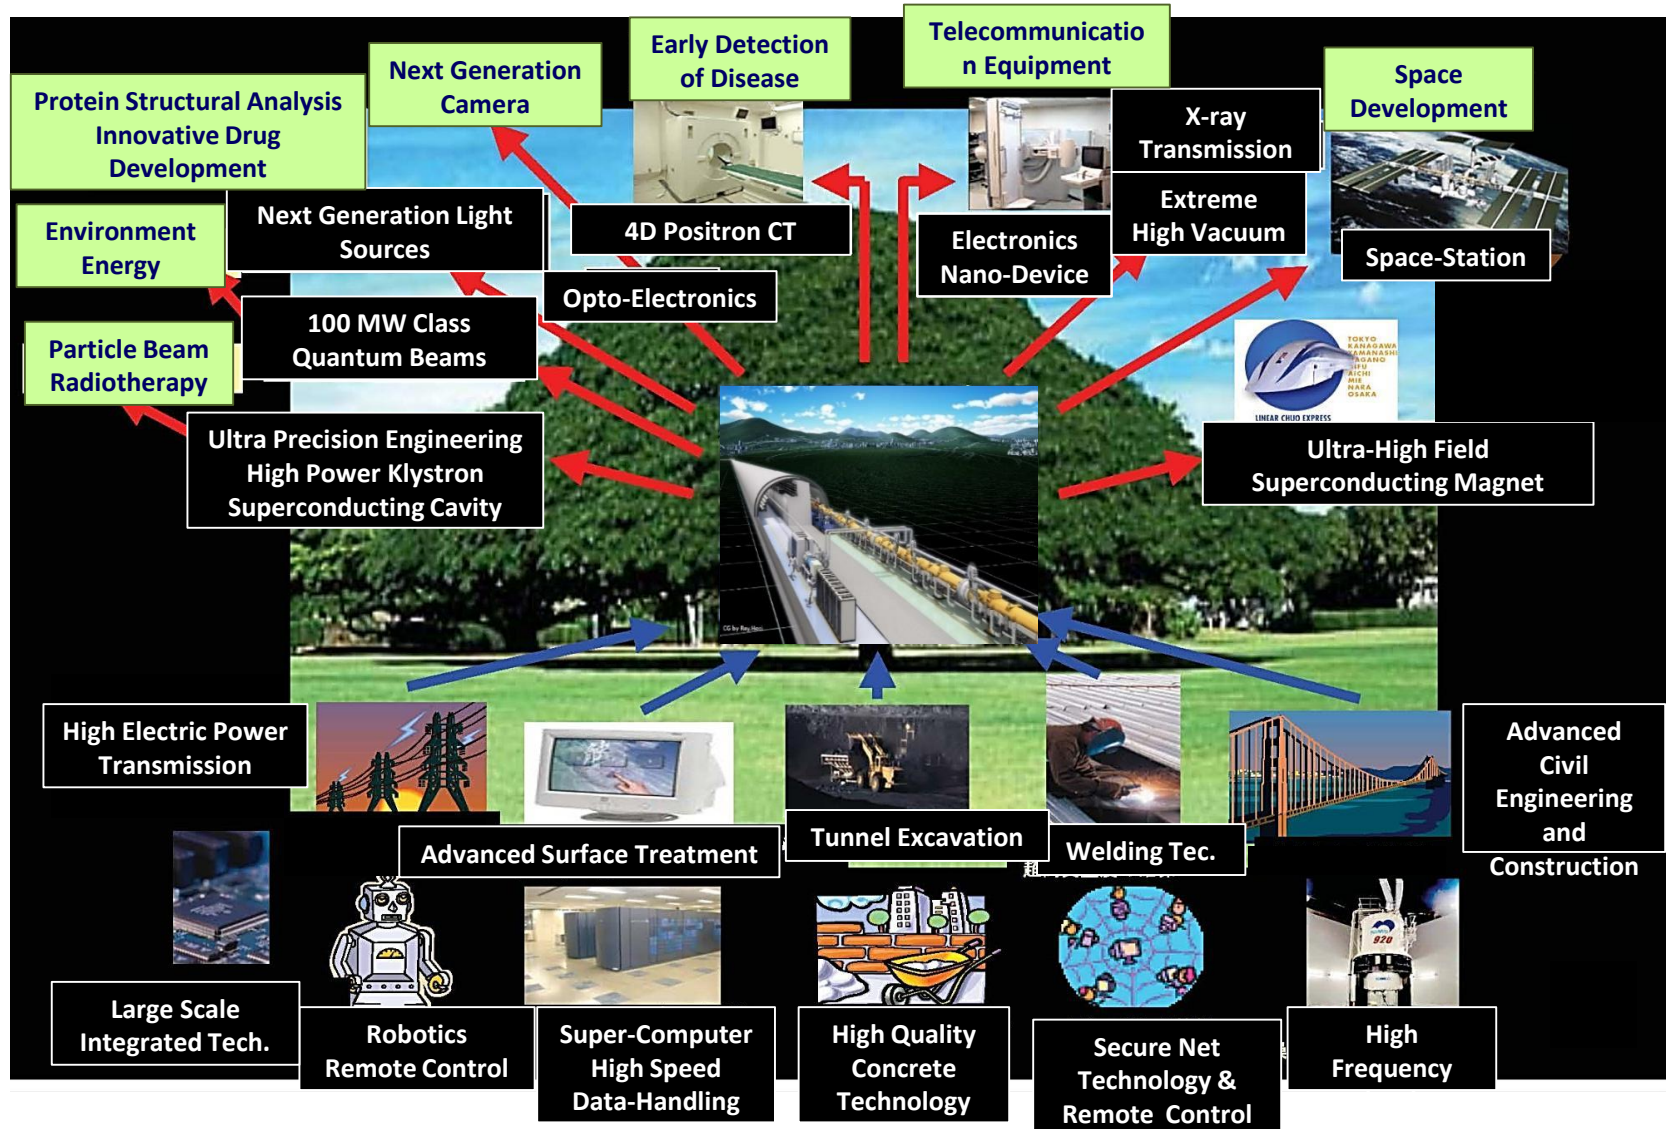 Early Detection
of Disease
Telecommunicatio
n Equipment
Next Generation
Camera
Space
Development
Protein Structural Analysis
Innovative Drug
Development
X-ray
Transmission
Next Generation Light
Sources
4D Positron CT
Extreme
High Vacuum
Environment
Energy
Electronics
Nano-Device
Space-Station
Opto-Electronics
100 MW Class
Quantum Beams
Particle Beam
Radiotherapy
TOKYO
KANAGAWA
YAMANASHI
NAGANO
GIFU
AICHI
MIE
NARA
OSAKA
LINEAR CHUO EXPRESS
Ultra Precision Engineering
High Power Klystron
Superconducting Cavity
Ultra-High Field
Superconducting Magnet
High Electric Power
Transmission
Advanced
Civil
Engineering
and
Construction
Advanced Surface Treatment
Tunnel Excavation
Welding Tec.
920
Large Scale
Integrated Tech.
Robotics
Remote Control
Super-Computer
High Speed
Data-Handling
High Quality
Concrete
Technology
Secure Net
Technology &
Remote Control
High
Frequency